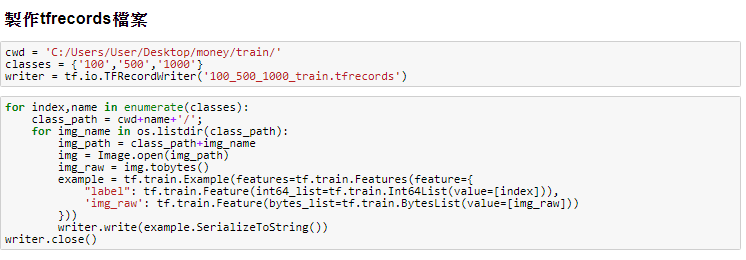 製作tfrecords檔案
cwd = 'C:/Users/User/Desktop/money/train/'
classes = {'100','500','1000'}
writer = tf.io.TFRecordWriter('100_500_1000_train.tfrecords')
for index,name in enumerate(classes):
    class_path = cwd+name+'/';
    for img_name in os.listdir(class_path):
        img_path = class_path+img_name
        img = Image.open(img_path)
        img_raw = img.tobytes()
        example = tf.train.Example(features=tf.train.Features(feature={
            "label": tf.train.Feature(int64_list=tf.train.Int64List(value=[index])),
            'img_raw': tf.train.Feature(bytes_list=tf.train.BytesList(value=[img_raw]))
        }))
        writer.write(example.SerializeToString())
writer.close()